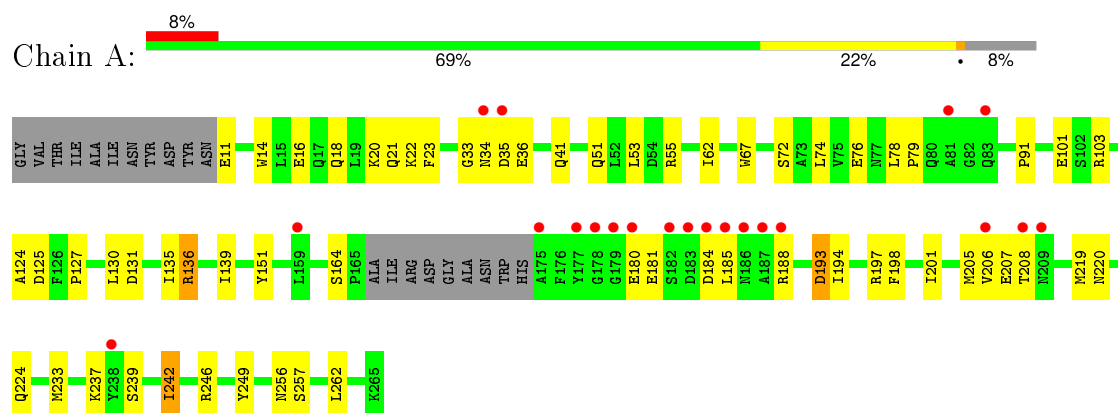 8%
Chain A:
69% 22% • 8%
GLY VAL THR ILE ALA ILE ASN TYR ASP TYR ASN E11 W14 L15 E16 Q17 Q18 L19 K20 Q21 K22 F23 G33 N34 D35 E36 Q41 Q51 L52 L53 D54 R55 I62 W67 S72 A73 L74 V75 E76 N77 L78 P79 Q80 A81 G82 Q83 P91 E101 S102 R103
A124 D125 F126 P127 L130 D131 I135 R136 I139 Y151 L159 S164 P165 ALA ILE ARG ASP GLY ALA ASN TRP HIS A175 F176 Y177 G178 G179 E180 E181 S182 D183 D184 L185 N186 A187 R188 D193 I194 R197 F198 I201 M205 V206 E207 T208 N209 M219 N220
Q224 M233 K237 Y238 S239 I242 R246 Y249 N256 S257 L262 K265